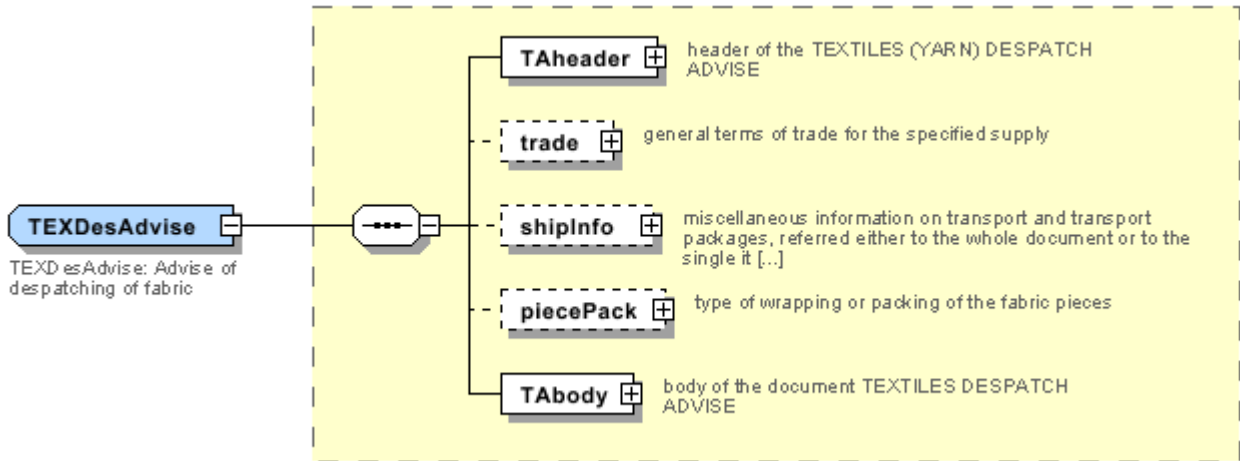 TAheader
header of the TEXTILES (YARN) DESPATCH
ADVISE
trade
general terms of trade for the specified supply
TEXDesAdvise
TEXDesAdvise: Advise of
despatching of fabric
shipInfo
miscellaneous information on transport and transport
packages, referred either to the whole document or to the
single it [...]
piecePack
type of wrapping or packing of the fabric pieces
TAbody
body of the document TEXTILES DESPATCH
ADVISE